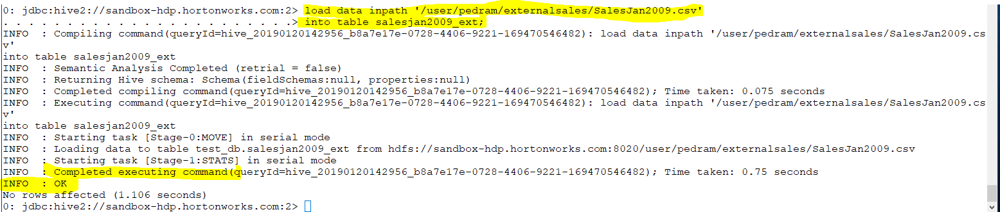 0: jdbc:hive2://sandbox-hdp.hortonworks.com:2> load data inpath '/user/pedram/externalsales/SalesJan2009.csv'
. . . . . . . . . . . . . . . . . . . . . . .> into table salesjan2009_ext;
INFO  : Compiling command(queryId=hive_20190120142956_b8a7e17e-0728-4406-9221-169470546482): load data inpath '/user/pedram/externalsales/SalesJan2009.cs
v'
into table salesjan2009_ext
INFO  : Semantic Analysis Completed (retrial = false)
INFO  : Returning Hive schema: Schema(fieldSchemas:null, properties:null)
INFO  : Completed compiling command(queryId=hive_20190120142956_b8a7e17e-0728-4406-9221-169470546482); Time taken: 0.075 seconds
INFO  : Executing command(queryId=hive_20190120142956_b8a7e17e-0728-4406-9221-169470546482): load data inpath '/user/pedram/externalsales/SalesJan2009.cs
v'
into table salesjan2009_ext
INFO  : Starting task [Stage-0:MOVE] in serial mode
INFO  : Loading data to table test_db.salesjan2009_ext from hdfs://sandbox-hdp.hortonworks.com:8020/user/pedram/externalsales/SalesJan2009.csv
INFO  : Starting task [Stage-1:STATS] in serial mode
INFO  : Completed executing command(queryId=hive_20190120142956_b8a7e17e-0728-4406-9221-169470546482); Time taken: 0.75 seconds
INFO  : OK
No rows affected (1.106 seconds)
0: jdbc:hive2://sandbox-hdp.hortonworks.com:2>